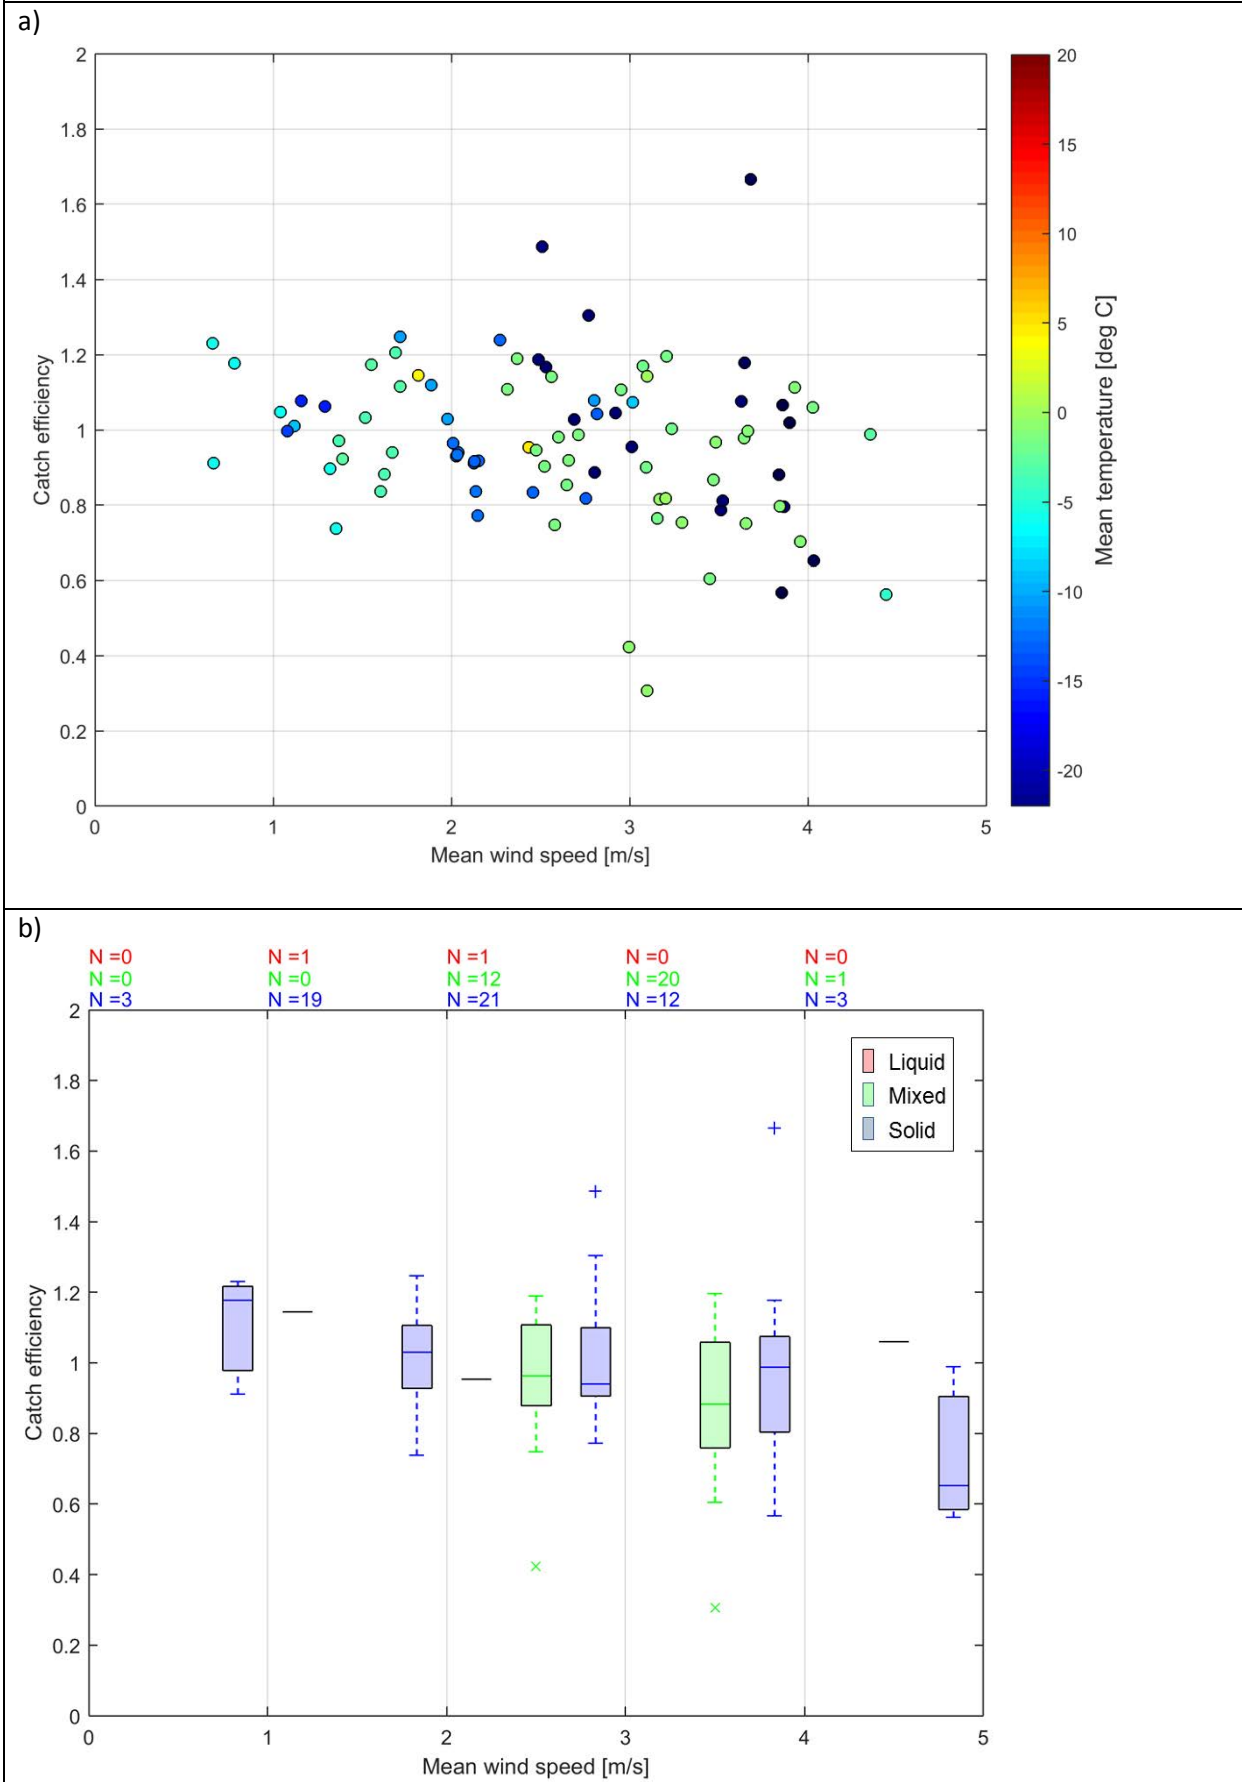 a)
2
1.8
1.6
1.4
1.2
1
0.8
0.6
0.4
0.2
0
Catch efficiency
0 1 2 3 4 5
Mean wind speed [m/s]
20
15
10
5
0
-5
-10
-15
-20
Mean temperature [deg C]
b)
N =0 N =1 N =1 N =0 N =0
N =0 N =0 N =12 N =20 N =1
N =3 N =19 N =21 N =12 N =3
2
1.8
1.6
1.4
1.2
1
0.8
0.6
0.4
0.2
0
Catch efficiency
Liquid
Mixed
Solid
0 1 2 3 4 5
Mean wind speed [m/s]